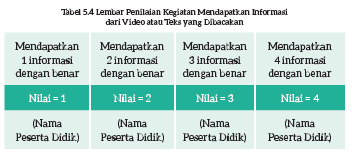 Tabel 5.4 Lembar Penilaian Kegiatan Mendapatkan Informasi
dari Video atau Teks yang Dibacakan
Mendapatkan Mendapatkan Mendapatkan Mendapatkan
1 informasi 2 informasi 3 informasi 4 informasi
dengan benar dengan benar dengan benar dengan benar
Nilai = 1 Nilai = 2 Nilai = 3 Nilai = 4
(Nama (Nama (Nama (Nama
Peserta Didik) Peserta Didik) Peserta Didik) Peserta Didik)